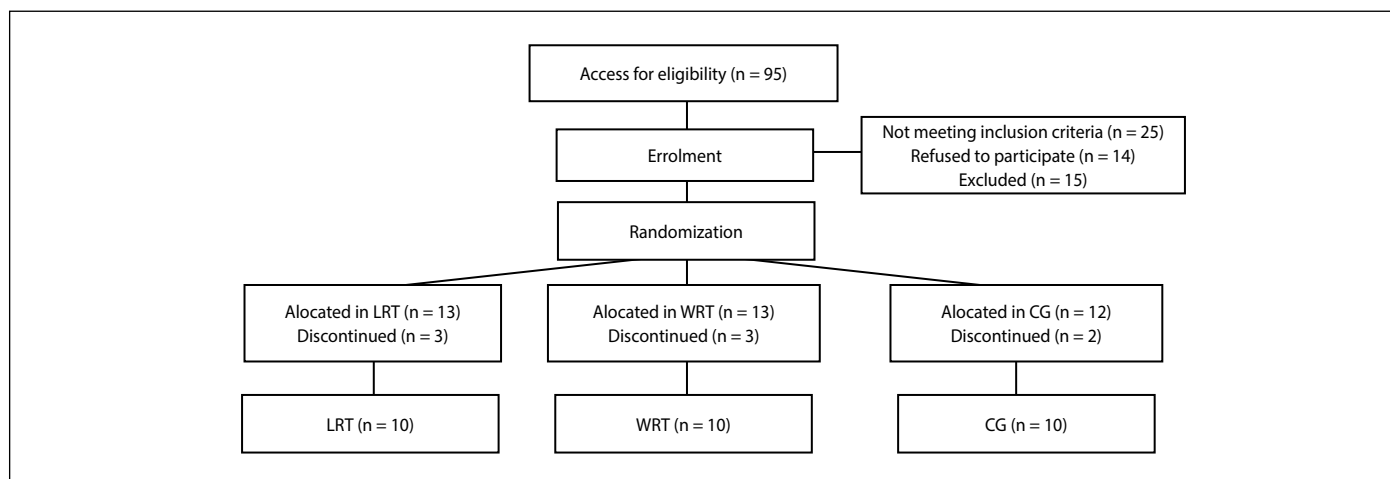 Access for eligibility (n = 95)
Errolment
Not meeting inclusion criteria (n = 25)
Refused to participate (n = 14)
Excluded (n = 15)
Randomization
Alocated in LRT (n = 13)
Discontinued (n = 3)
Alocated in WRT (n = 13)
Discontinued (n = 3)
Alocated in CG (n = 12)
Discontinued (n = 2)
LRT (n = 10)
WRT (n = 10)
CG (n = 10)